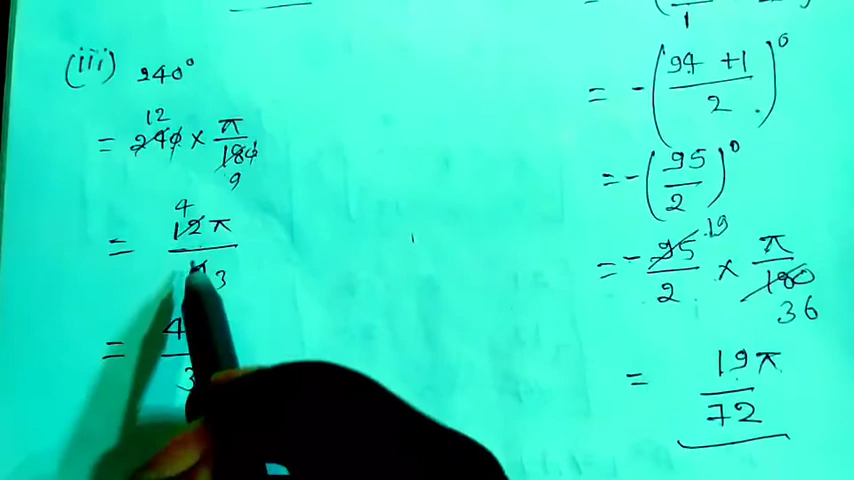 (iii) 240°
12
= 240 × π/180
9
4
= 12π/9 3
= 4
3
1
= -(94 +1/2)°
= -(95/2)°
19
= -95/2 × π/180
36
= 19π/72